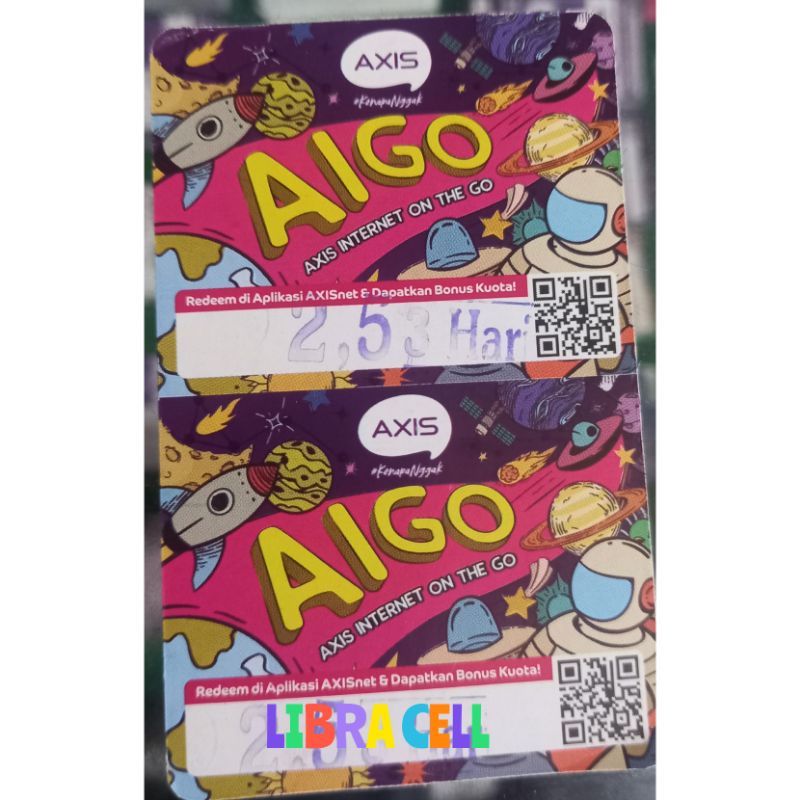 AXIS
#KenapaNggak
AIGO
AXIS INTERNET ON THE GO
Redeem di Aplikasi AXISnet & Dapatkan Bonus Kuota!
2,5 3 Hari
AXIS
#KenapaNggak
AIGO
AXIS INTERNET ON THE GO
Redeem di Aplikasi AXISnet & Dapatkan Bonus Kuota!
LIBRA CELL